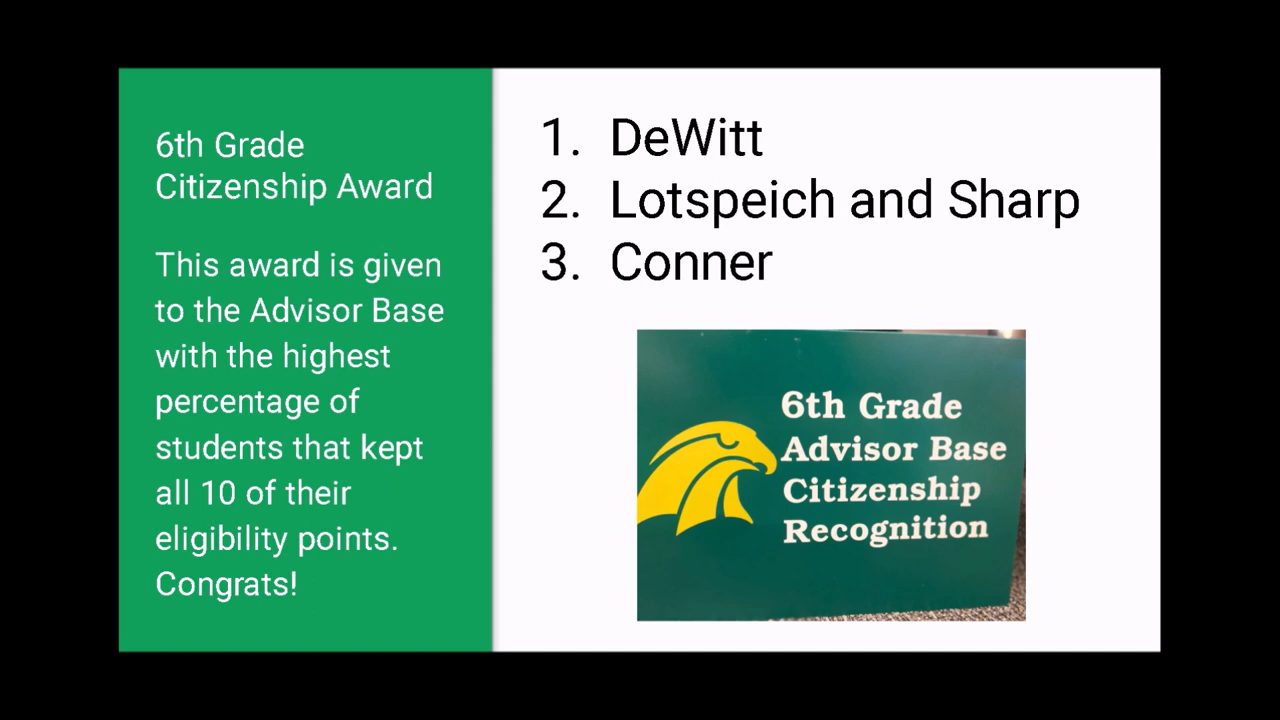 6th Grade
Citizenship Award
This award is given
to the Advisor Base
with the highest
percentage of
students that kept
all 10 of their
eligibility points.
Congrats!
1. DeWitt
2. Lotspeich and Sharp
3. Conner
6th Grade
Advisor Base
Citizenship
Recognition